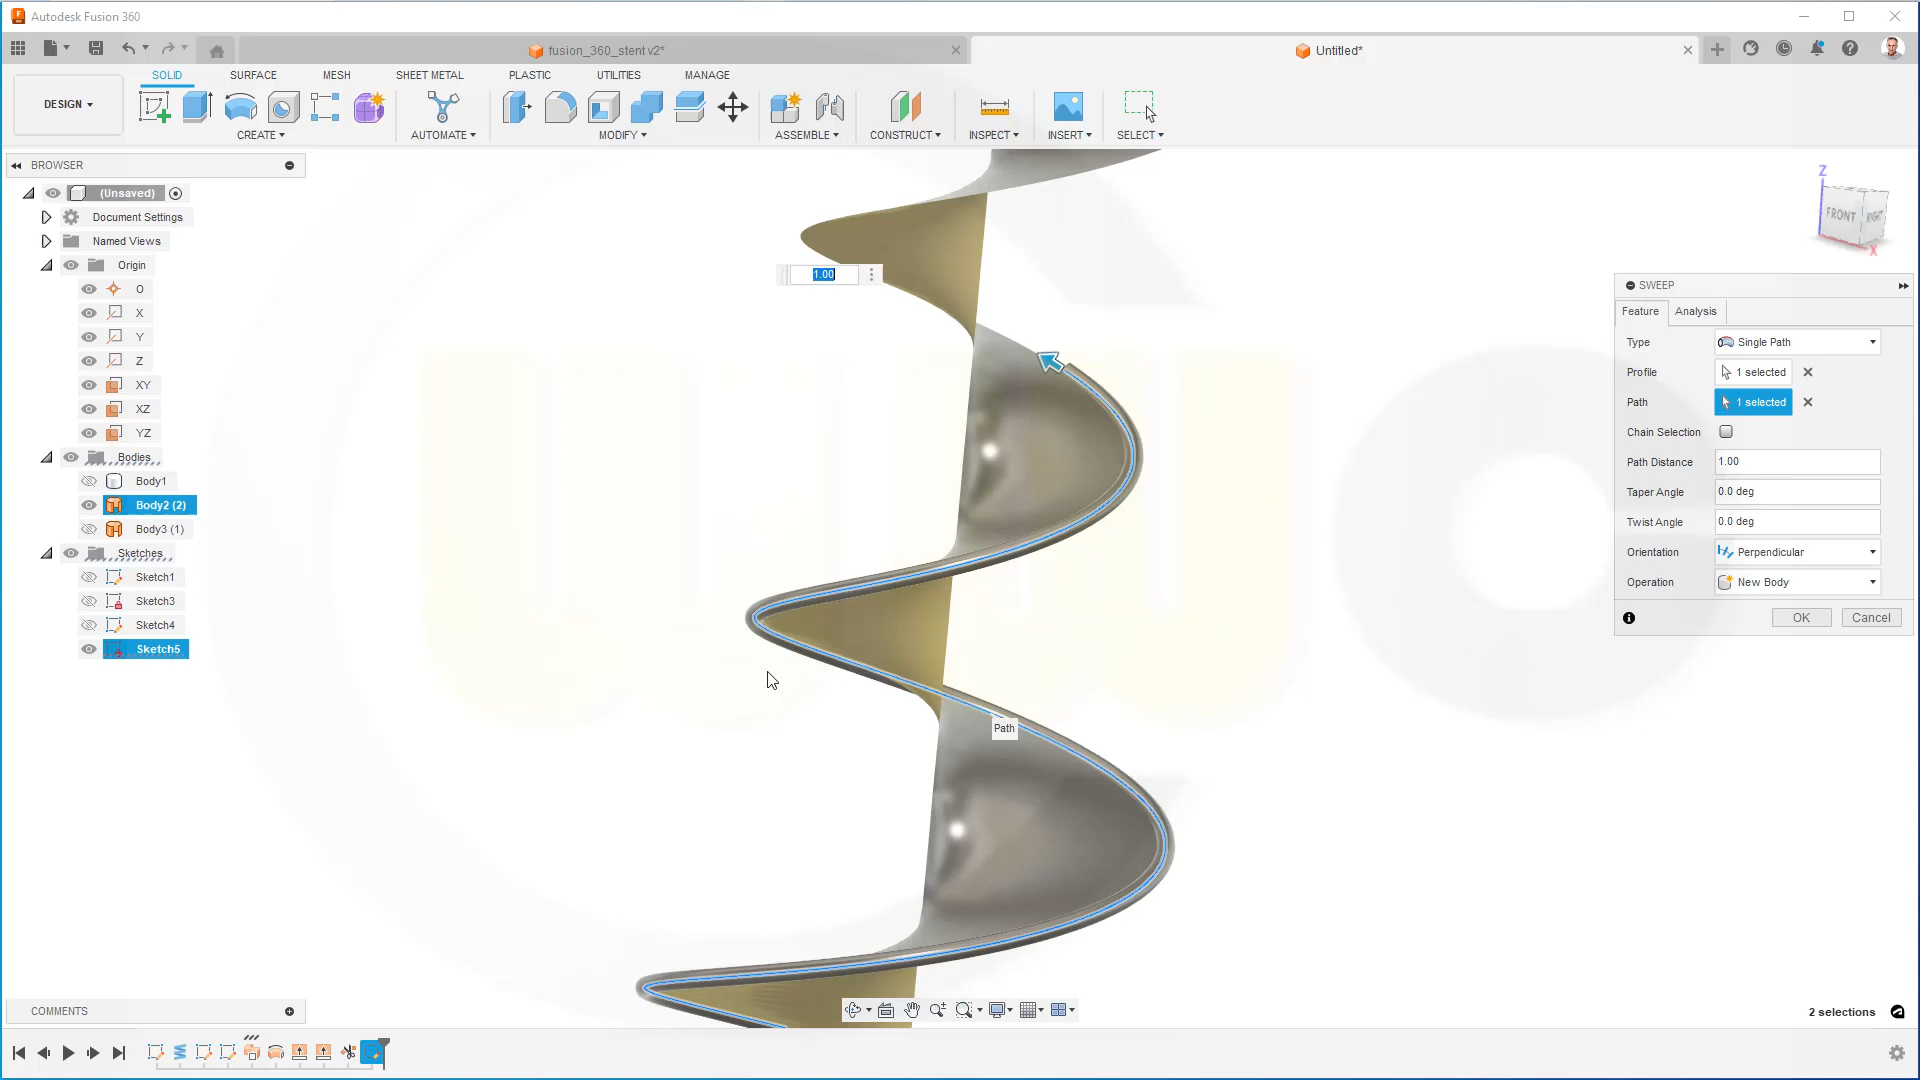 Autodesk Fusion 360
fusion_360_stent v2*
Untitled*
DESIGN
SOLID
SURFACE
MESH
SHEET METAL
PLASTIC
UTILITIES
MANAGE
CREATE
AUTOMATE
MODIFY
ASSEMBLE
CONSTRUCT
INSPECT
INSERT
SELECT
BROWSER
(Unsaved)
Document Settings
Named Views
Origin
O
X
Y
Z
XY
XZ
YZ
Bodies
Body1
Body2 (2)
Body3 (1)
Sketches
Sketch1
Sketch3
Sketch4
Sketch5
1.00
Path
Z
FRONT
RIGHT
X
SWEEP
Feature
Analysis
Type
Single Path
Profile
1 selected
Path
1 selected
Chain Selection
Path Distance
1.00
Taper Angle
0.0 deg
Twist Angle
0.0 deg
Orientation
Perpendicular
Operation
New Body
OK
Cancel
COMMENTS
2 selections